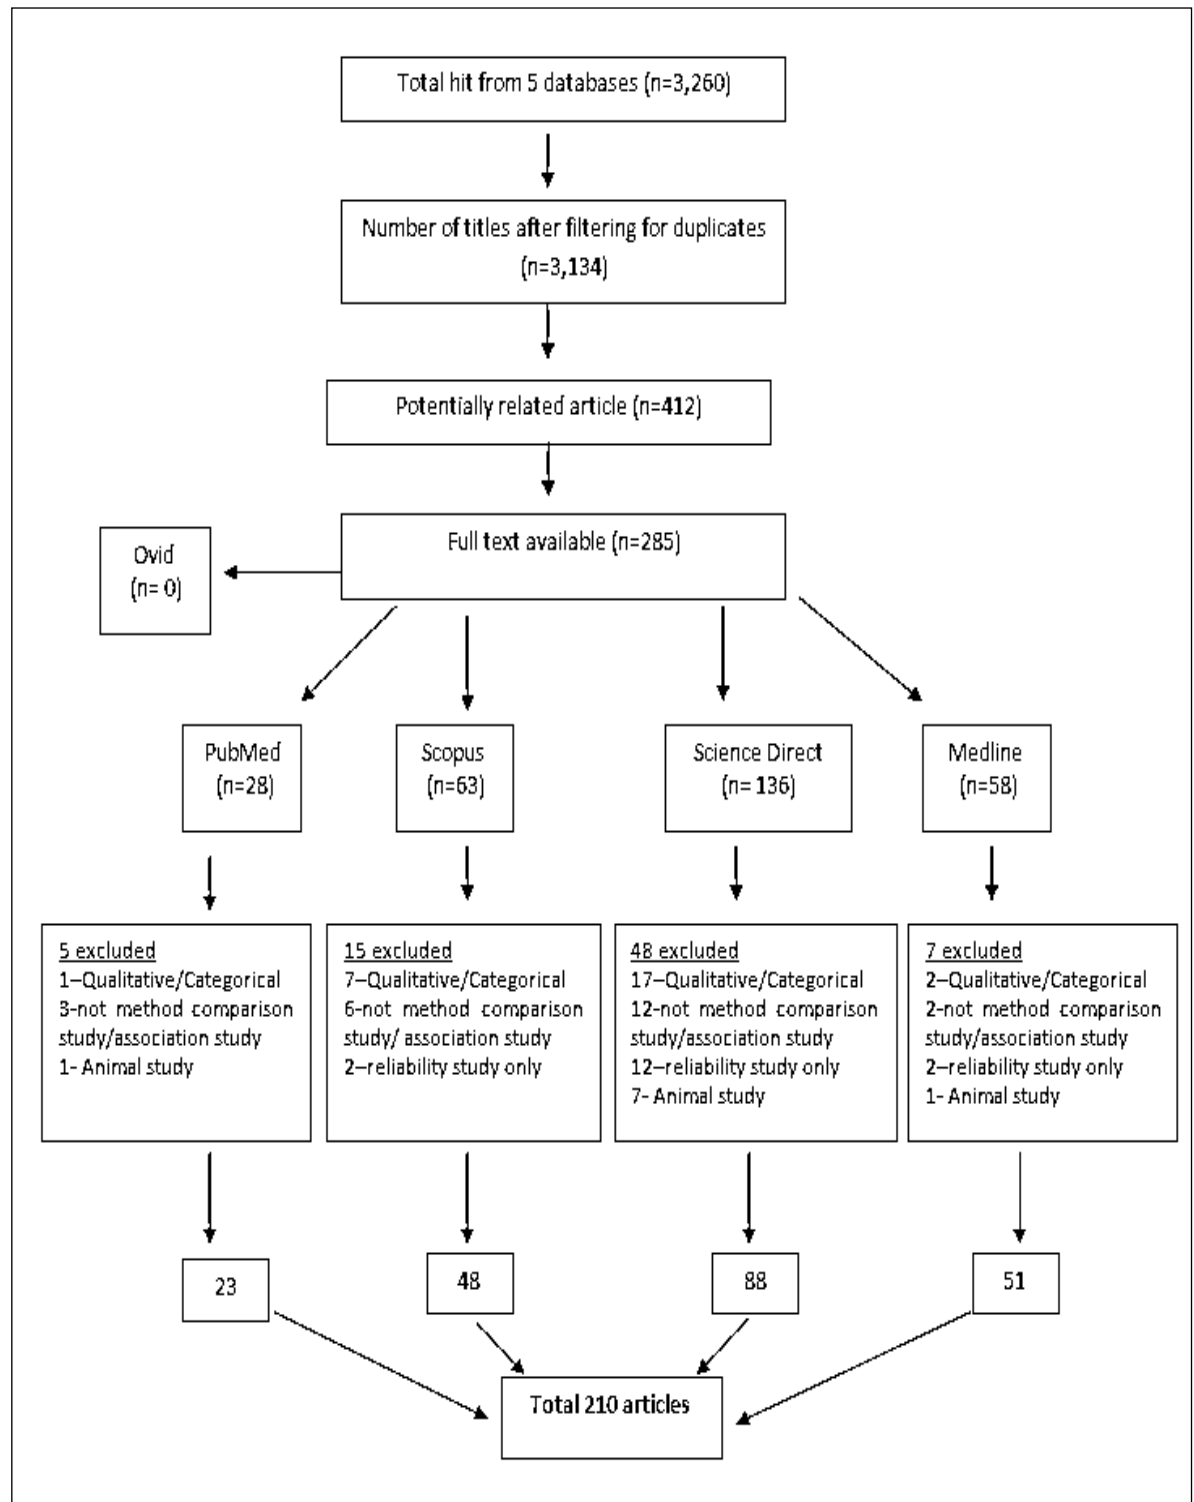 Total hit from 5 databases (n=3,260)
Number of titles after filtering for duplicates
(n=3,134)
Potentially related article (n=412)
Full text available (n=285)
Ovid
(n= 0)
PubMed
(n=28)
Scopus
(n=63)
Science Direct
(n= 136)
Medline
(n=58)
5 excluded
1–Qualitative/Categorical
3-not method comparison
study/association study
1- Animal study
15 excluded
7–Qualitative/Categorical
6-not method comparison
study/ association study
2–reliability study only
48 excluded
17–Qualitative/Categorical
12-not method comparison
study/association study
12–reliability study only
7- Animal study
7 excluded
2–Qualitative/Categorical
2-not method comparison
study/association study
2–reliability study only
1- Animal study
23
48
88
51
Total 210 articles